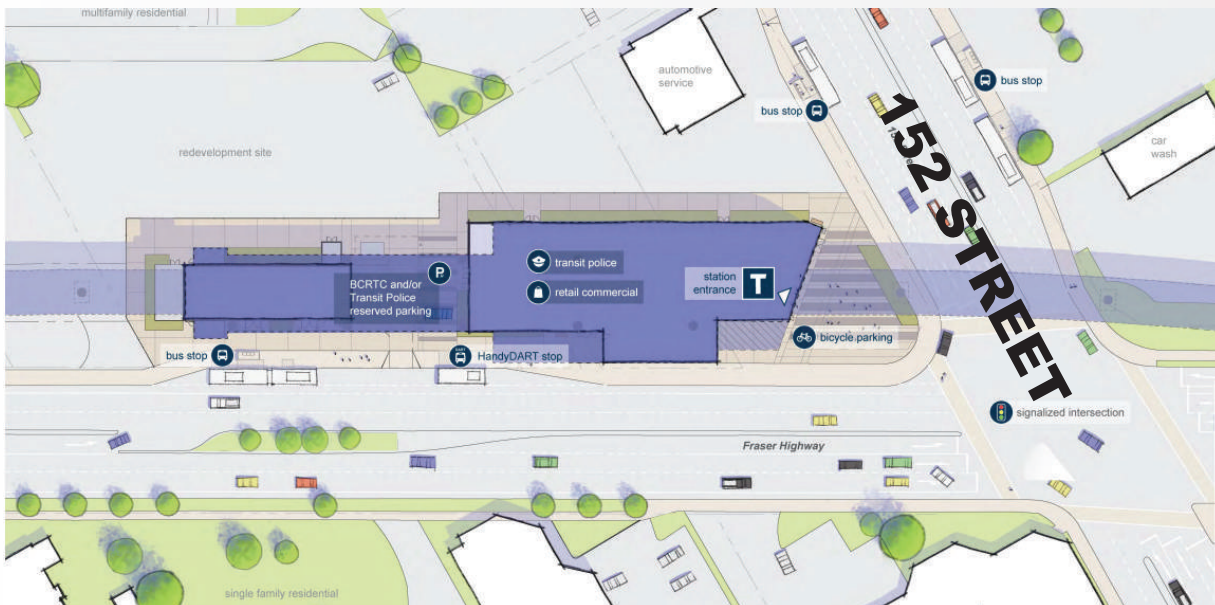 multifamily residential
automotive
service
bus stop
bus stop
152 STREET
car
wash
redevelopment site
P
BCRTC and/or
Transit Police
reserved parking
transit police
retail commercial
station
entrance
T
bicycle parking
bus stop
HandyDART stop
signalized intersection
Fraser Highway
single family residential